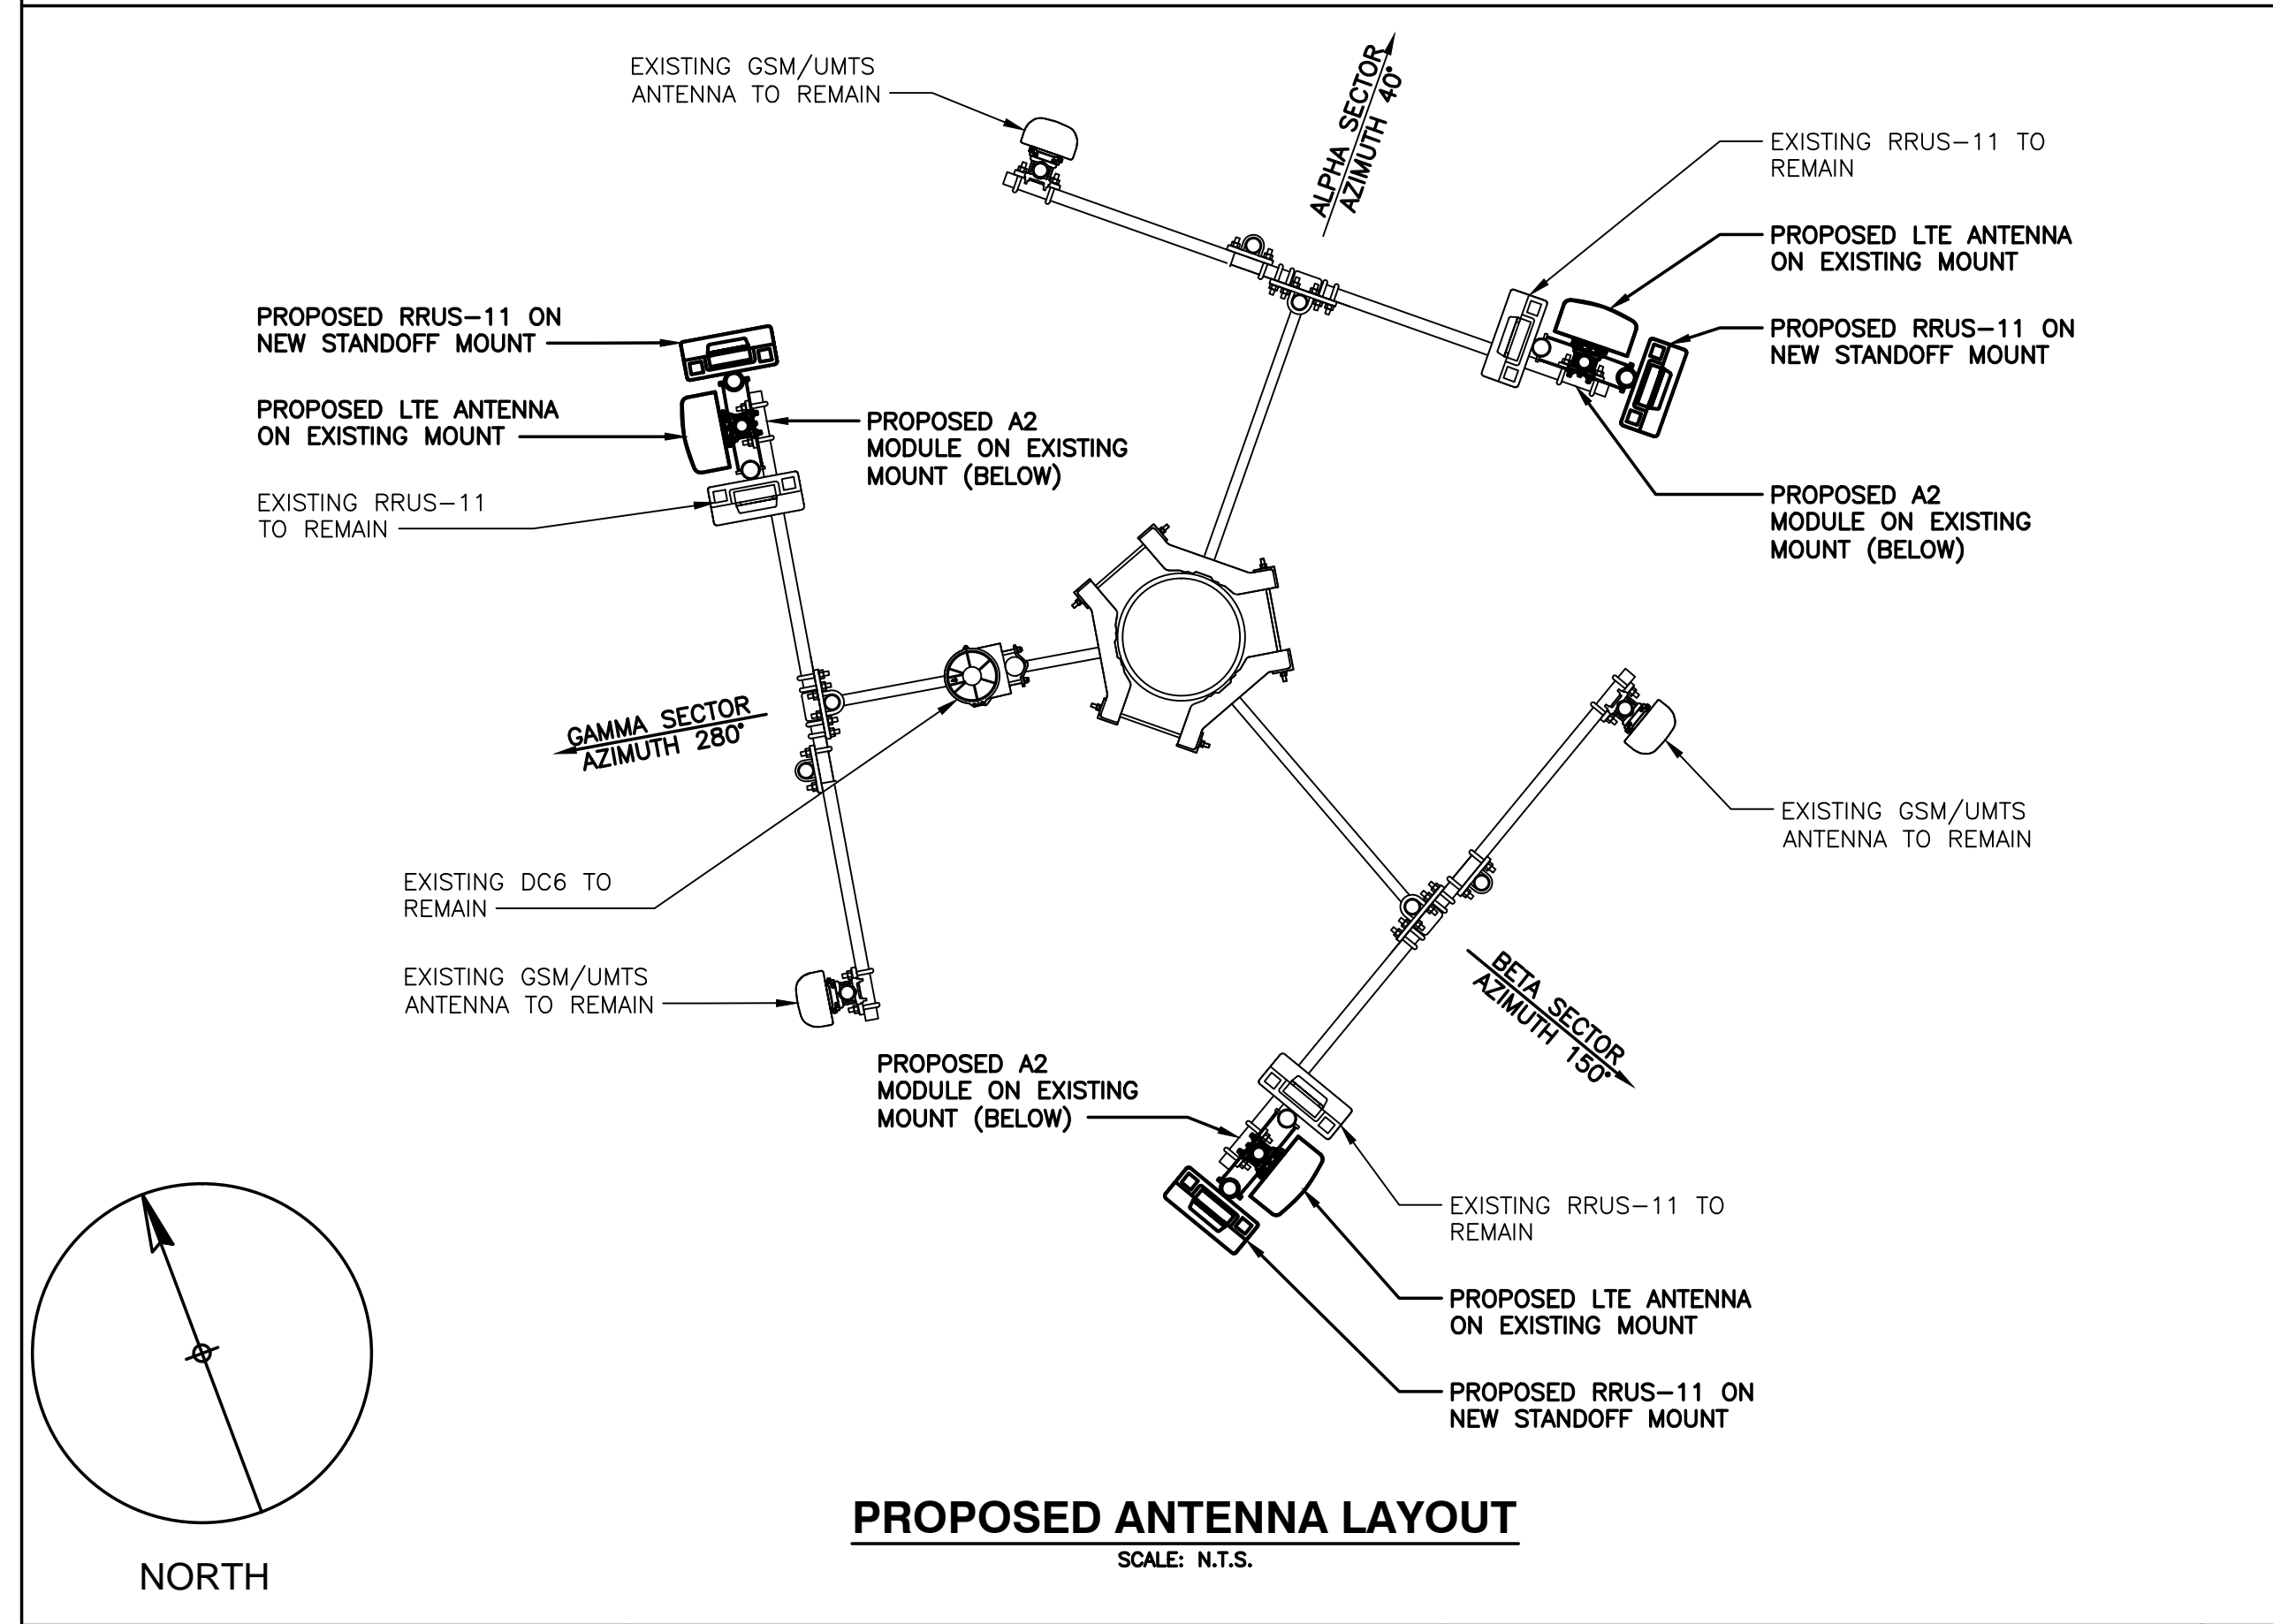 EXISTING GSM/UMTS
ANTENNA TO REMAIN
ALPHA SECTOR
AZIMUTH 40°
EXISTING RRUS-11 TO
REMAIN
PROPOSED LTE ANTENNA
ON EXISTING MOUNT
PROPOSED RRUS-11 ON
NEW STANDOFF MOUNT
PROPOSED A2
MODULE ON EXISTING
MOUNT (BELOW)
PROPOSED RRUS-11 ON
NEW STANDOFF MOUNT
PROPOSED LTE ANTENNA
ON EXISTING MOUNT
EXISTING RRUS-11
TO REMAIN
PROPOSED A2
MODULE ON EXISTING
MOUNT (BELOW)
GAMMA SECTOR
AZIMUTH 280°
EXISTING DC6 TO
REMAIN
EXISTING GSM/UMTS
ANTENNA TO REMAIN
EXISTING GSM/UMTS
ANTENNA TO REMAIN
BETA SECTOR
AZIMUTH 150°
PROPOSED A2
MODULE ON EXISTING
MOUNT (BELOW)
EXISTING RRUS-11 TO
REMAIN
PROPOSED LTE ANTENNA
ON EXISTING MOUNT
PROPOSED RRUS-11 ON
NEW STANDOFF MOUNT
NORTH
PROPOSED ANTENNA LAYOUT
SCALE: N.T.S.